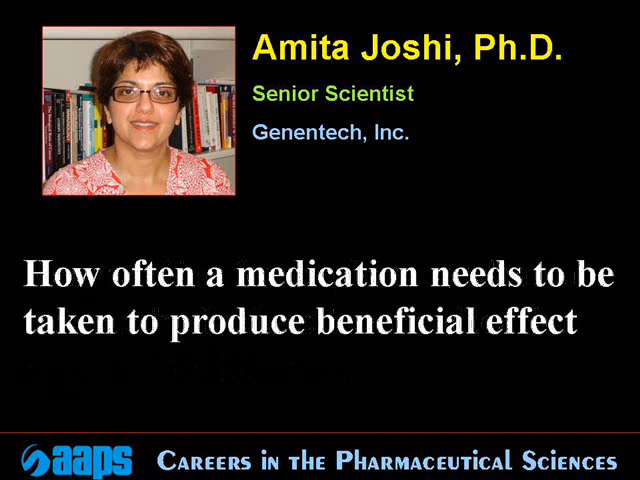 Amita Joshi, Ph.D.
Senior Scientist
Genentech, Inc.
How often a medication needs to be
taken to produce beneficial effect
aaps
CAREERS IN THE PHARMACEUTICAL SCIENCES